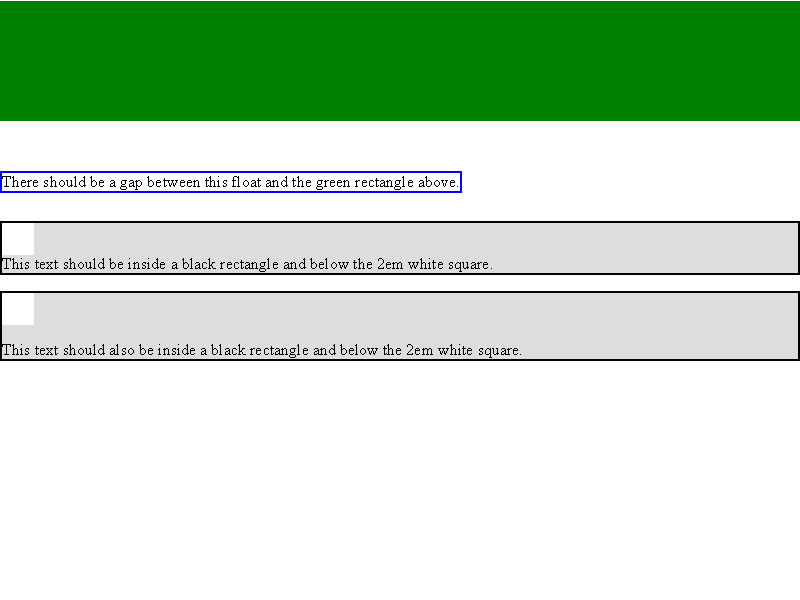 There should be a gap between this float and the green rectangle above.
This text should be inside a black rectangle and below the 2em white square.
This text should also be inside a black rectangle and below the 2em white square.